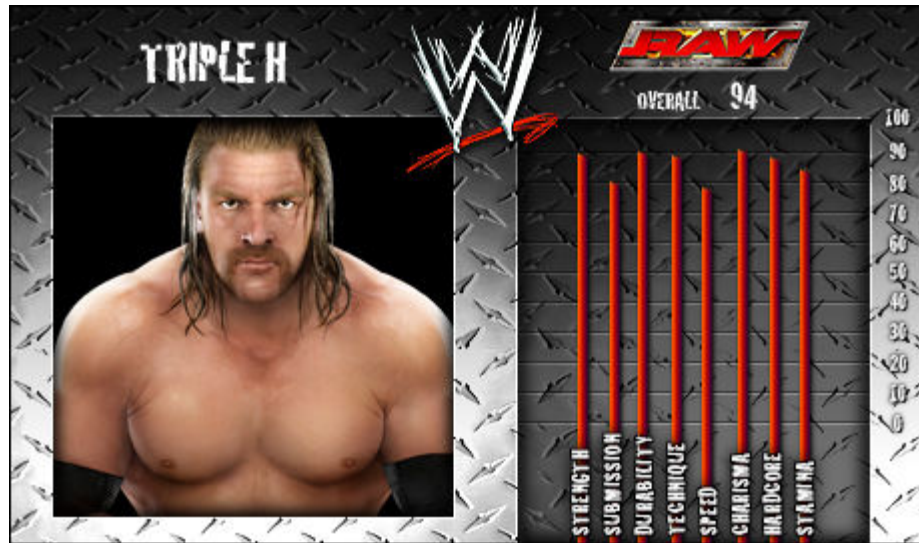 TRIPLE H
W
RAW
OVERALL 94
100
90
80
70
60
50
40
30
20
10
0
STRENGTH
SUBMISSION
DURABILITY
TECHNIQUE
SPEED
CHARISMA
HARDCORE
STAMINA